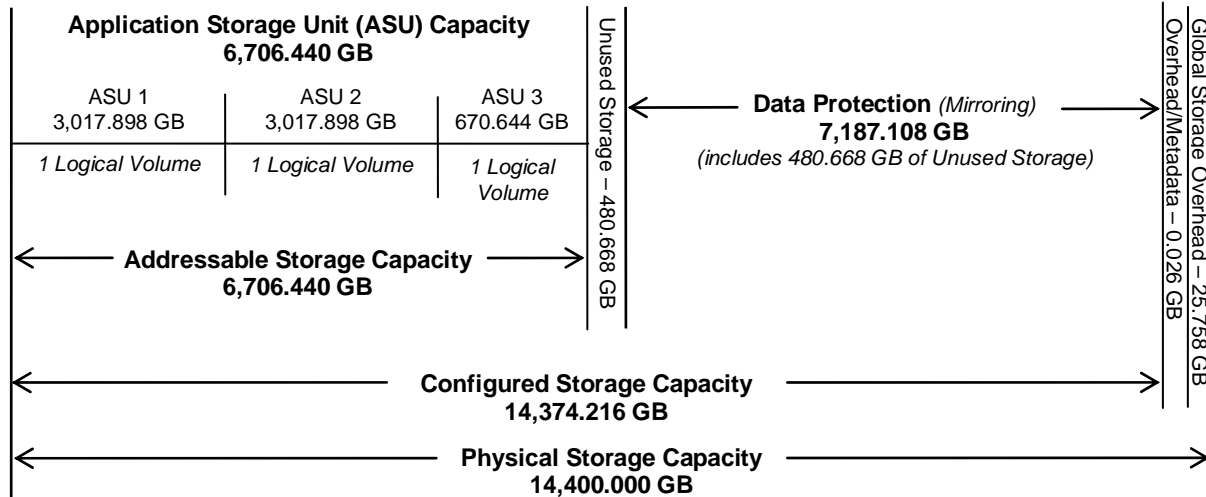 Application Storage Unit (ASU) Capacity
6,706.440 GB
ASU 1
3,017.898 GB
1 Logical Volume
ASU 2
3,017.898 GB
1 Logical Volume
ASU 3
670.644 GB
1 Logical
Volume
Addressable Storage Capacity
6,706.440 GB
Unused Storage – 480.668 GB
Data Protection (Mirroring)
7,187.108 GB
(includes 480.668 GB of Unused Storage)
Overhead/Metadata – 0.026 GB
Global Storage Overhead – 25.758 GB
Configured Storage Capacity
14,374.216 GB
Physical Storage Capacity
14,400.000 GB